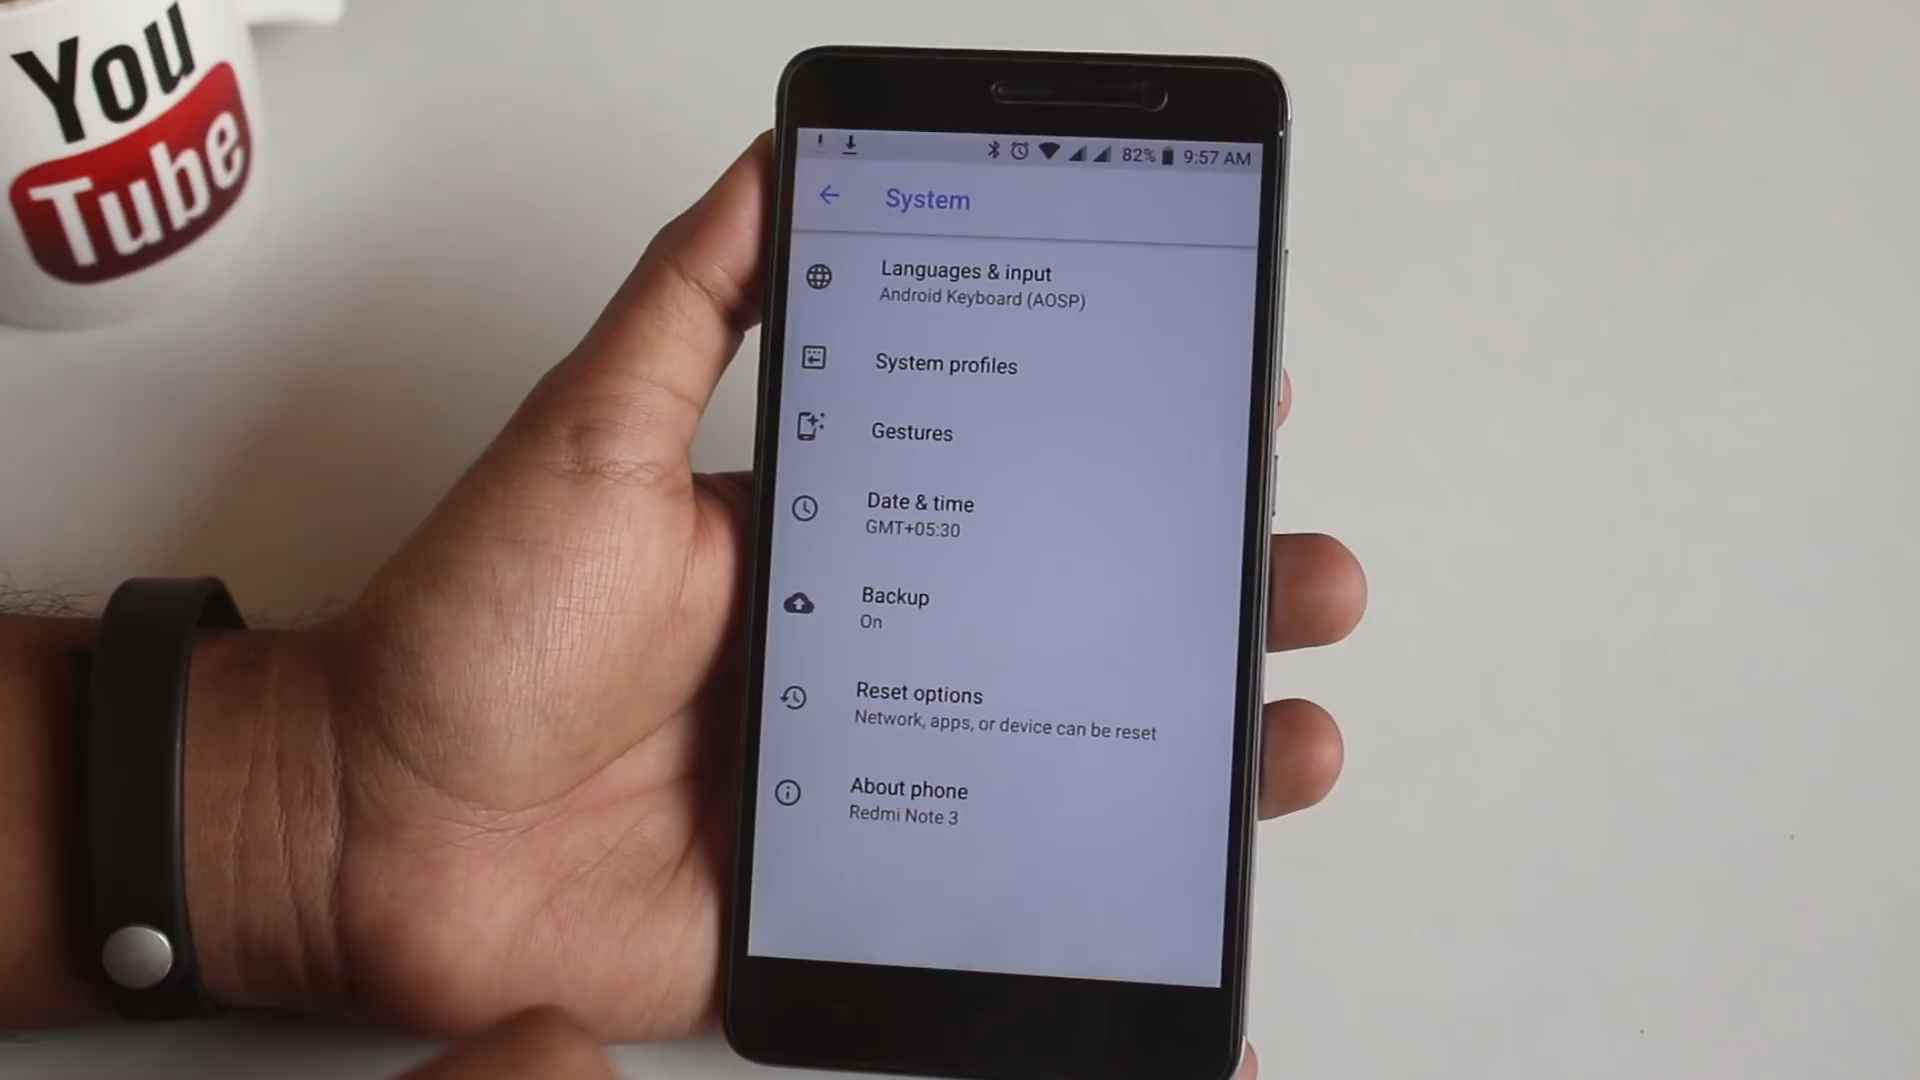 You
Tube
82% 9:57 AM
System
Languages & input
Android Keyboard (AOSP)
System profiles
Gestures
Date & time
GMT+05:30
Backup
On
Reset options
Network, apps, or device can be reset
About phone
Redmi Note 3